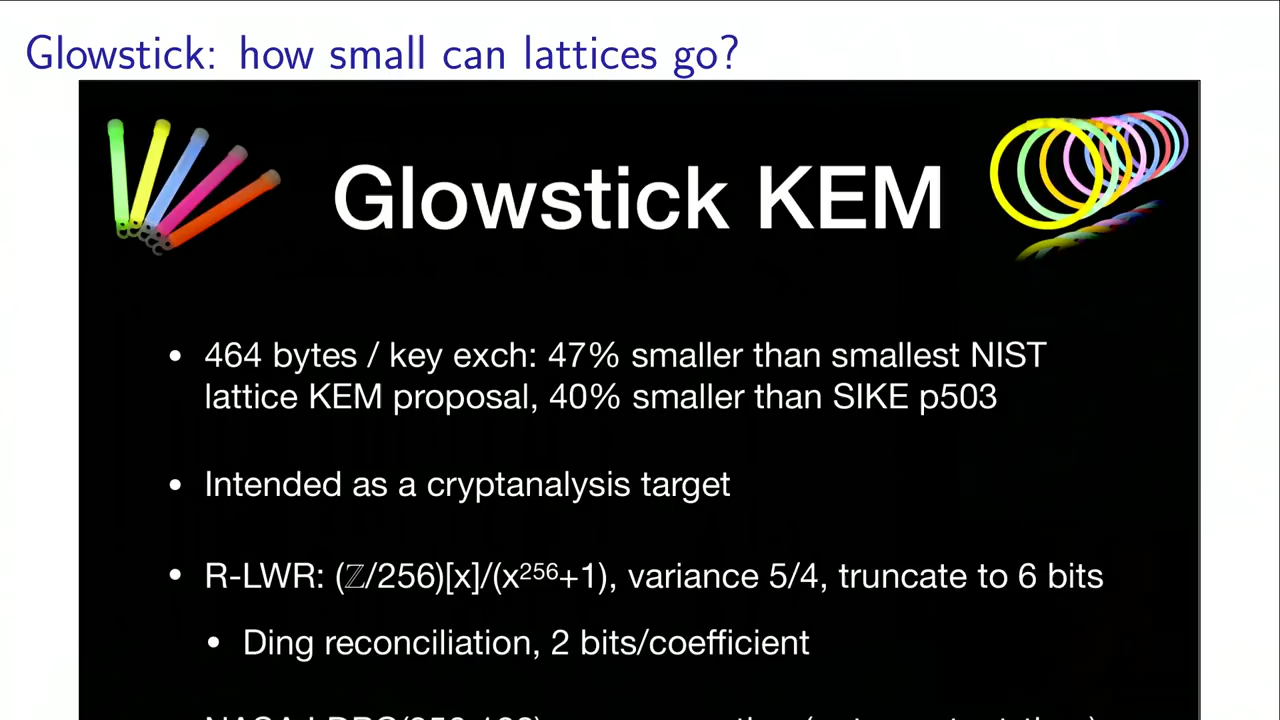 Glowstick: how small can lattices go?
Glowstick KEM
• 464 bytes / key exch: 47% smaller than smallest NIST
lattice KEM proposal, 40% smaller than SIKE p503
• Intended as a cryptanalysis target
• R-LWR: (ℤ/256)[x]/(x²⁵⁶+1), variance 5/4, truncate to 6 bits
• Ding reconciliation, 2 bits/coefficient